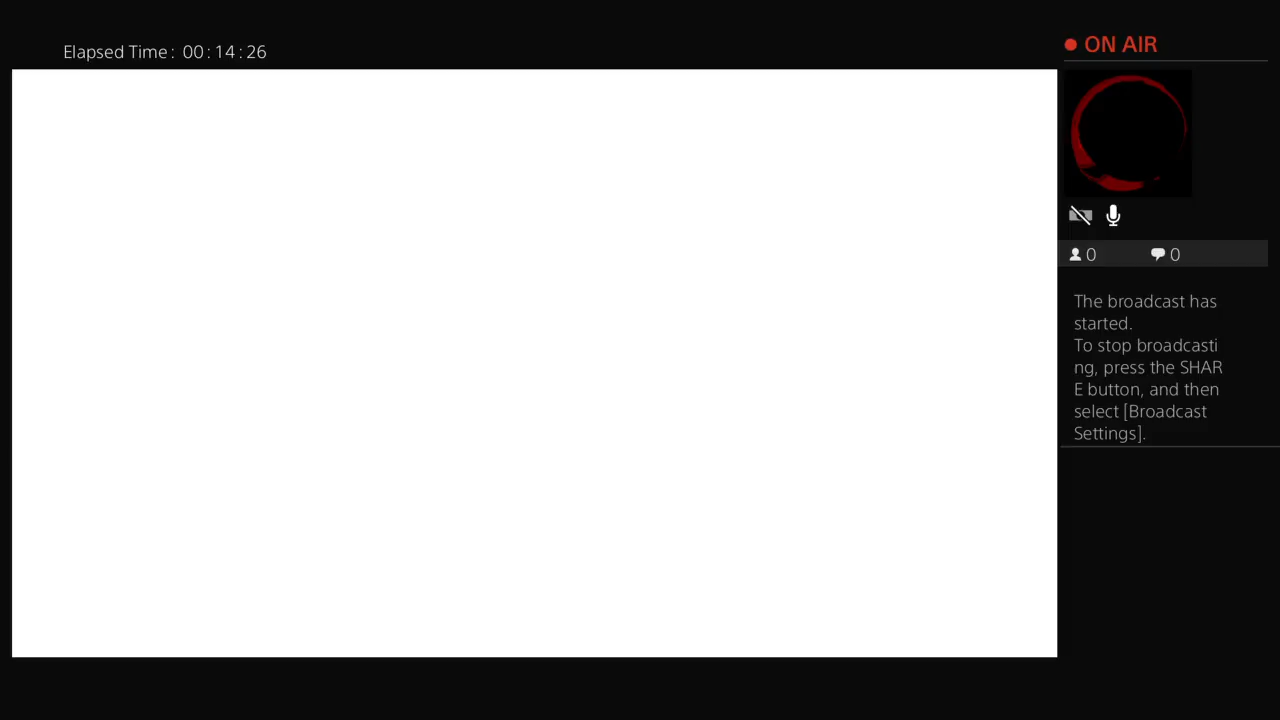 Elapsed Time: 00:14:26
ON AIR
0 0
The broadcast has
started.
To stop broadcasti
ng, press the SHAR
E button, and then
select [Broadcast
Settings].